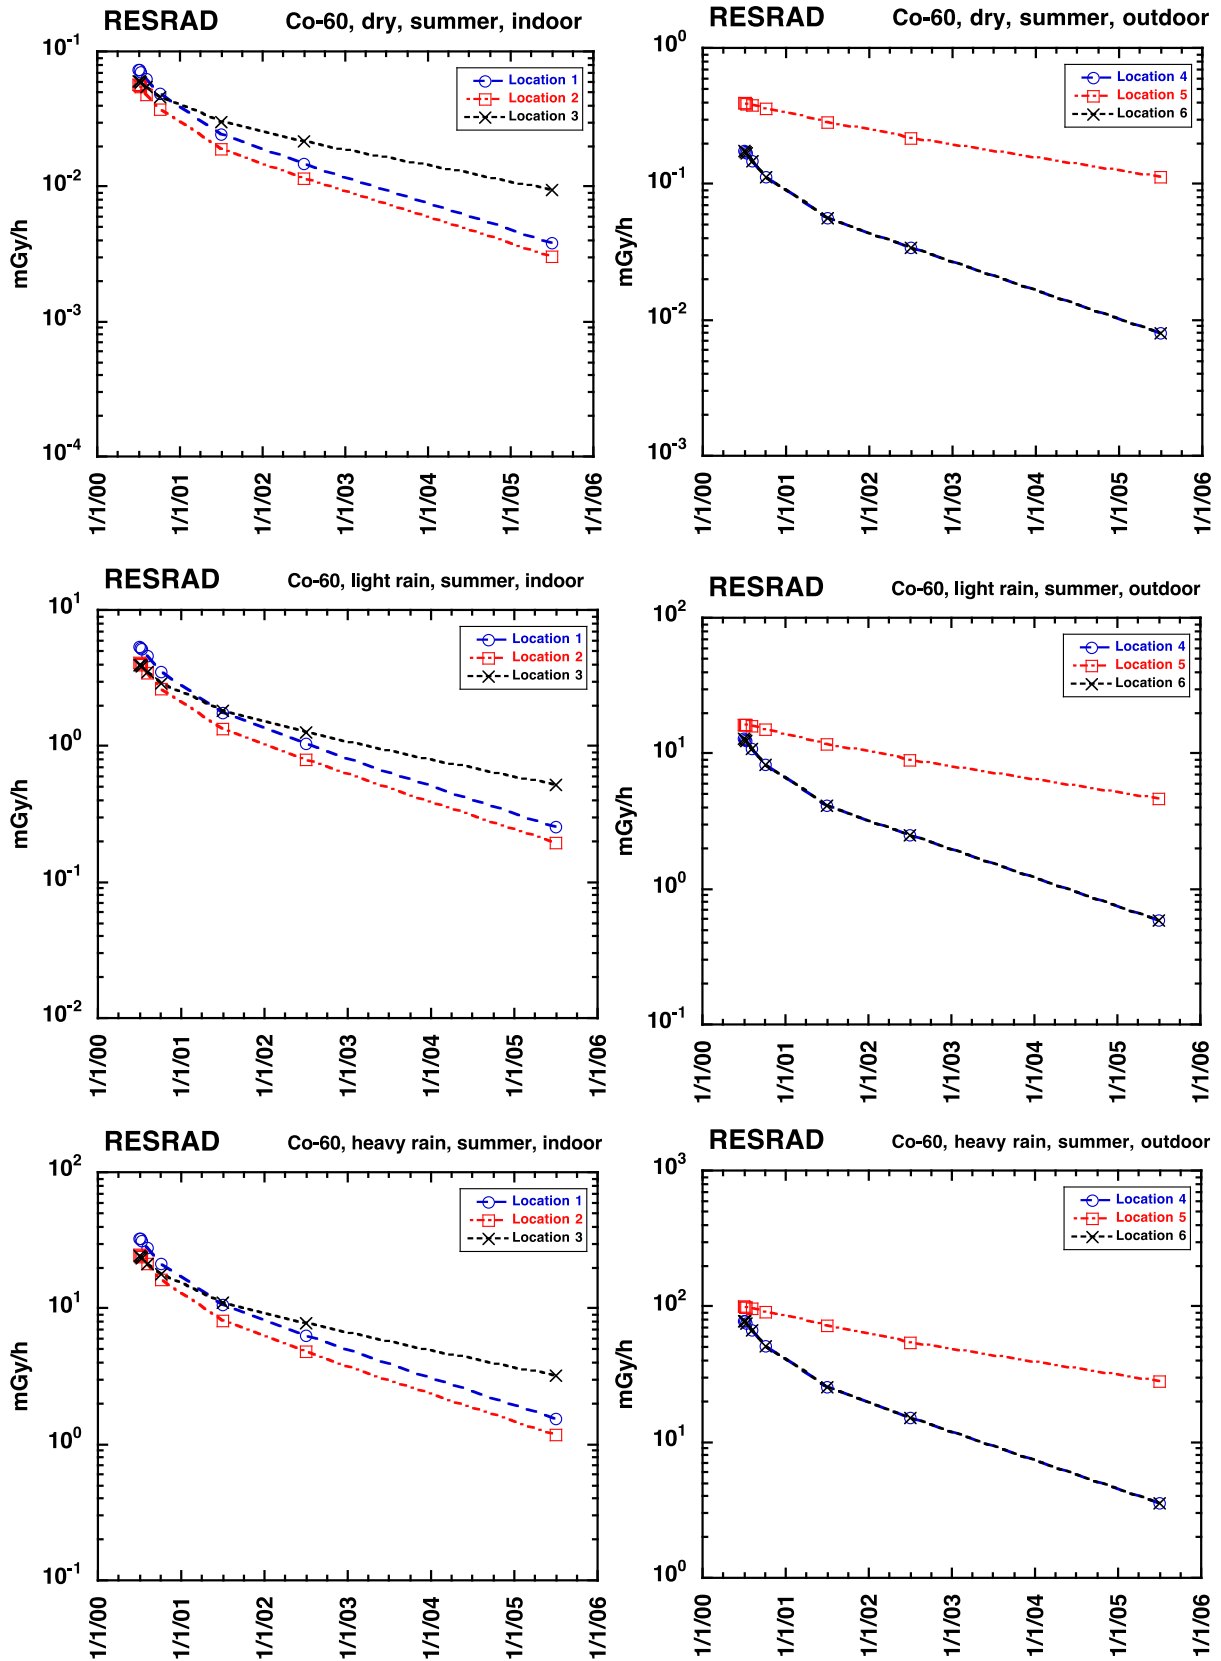 RESRAD Co-60, dry, summer, indoor
10^-1
10^-2
10^-3
10^-4
mGy/h
Location 1
Location 2
Location 3
1/1/00 1/1/01 1/1/02 1/1/03 1/1/04 1/1/05 1/1/06
RESRAD Co-60, dry, summer, outdoor
10^0
10^-1
10^-2
10^-3
mGy/h
Location 4
Location 5
Location 6
1/1/00 1/1/01 1/1/02 1/1/03 1/1/04 1/1/05 1/1/06
RESRAD Co-60, light rain, summer, indoor
10^1
10^0
10^-1
10^-2
mGy/h
Location 1
Location 2
Location 3
1/1/00 1/1/01 1/1/02 1/1/03 1/1/04 1/1/05 1/1/06
RESRAD Co-60, light rain, summer, outdoor
10^2
10^1
10^0
10^-1
mGy/h
Location 4
Location 5
Location 6
1/1/00 1/1/01 1/1/02 1/1/03 1/1/04 1/1/05 1/1/06
RESRAD Co-60, heavy rain, summer, indoor
10^2
10^1
10^0
10^-1
mGy/h
Location 1
Location 2
Location 3
1/1/00 1/1/01 1/1/02 1/1/03 1/1/04 1/1/05 1/1/06
RESRAD Co-60, heavy rain, summer, outdoor
10^3
10^2
10^1
10^0
mGy/h
Location 4
Location 5
Location 6
1/1/00 1/1/01 1/1/02 1/1/03 1/1/04 1/1/05 1/1/06